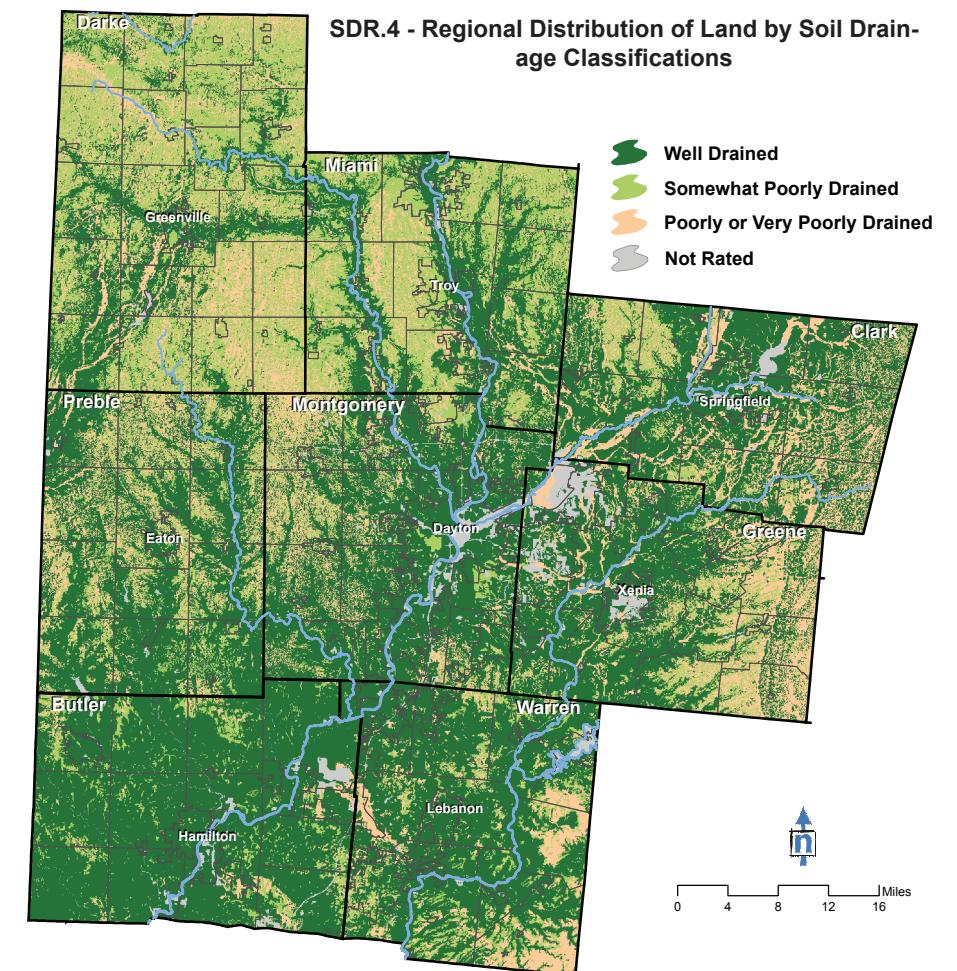 SDR.4 - Regional Distribution of Land by Soil Drain-
age Classifications
Well Drained
Somewhat Poorly Drained
Poorly or Very Poorly Drained
Not Rated
Darke
Miami
Greenville
Troy
Clark
Springfield
Preble
Montgomery
Dayton
Eaton
Greene
Xenia
Butler
Warren
Lebanon
Hamilton
n
Miles
0 4 8 12 16